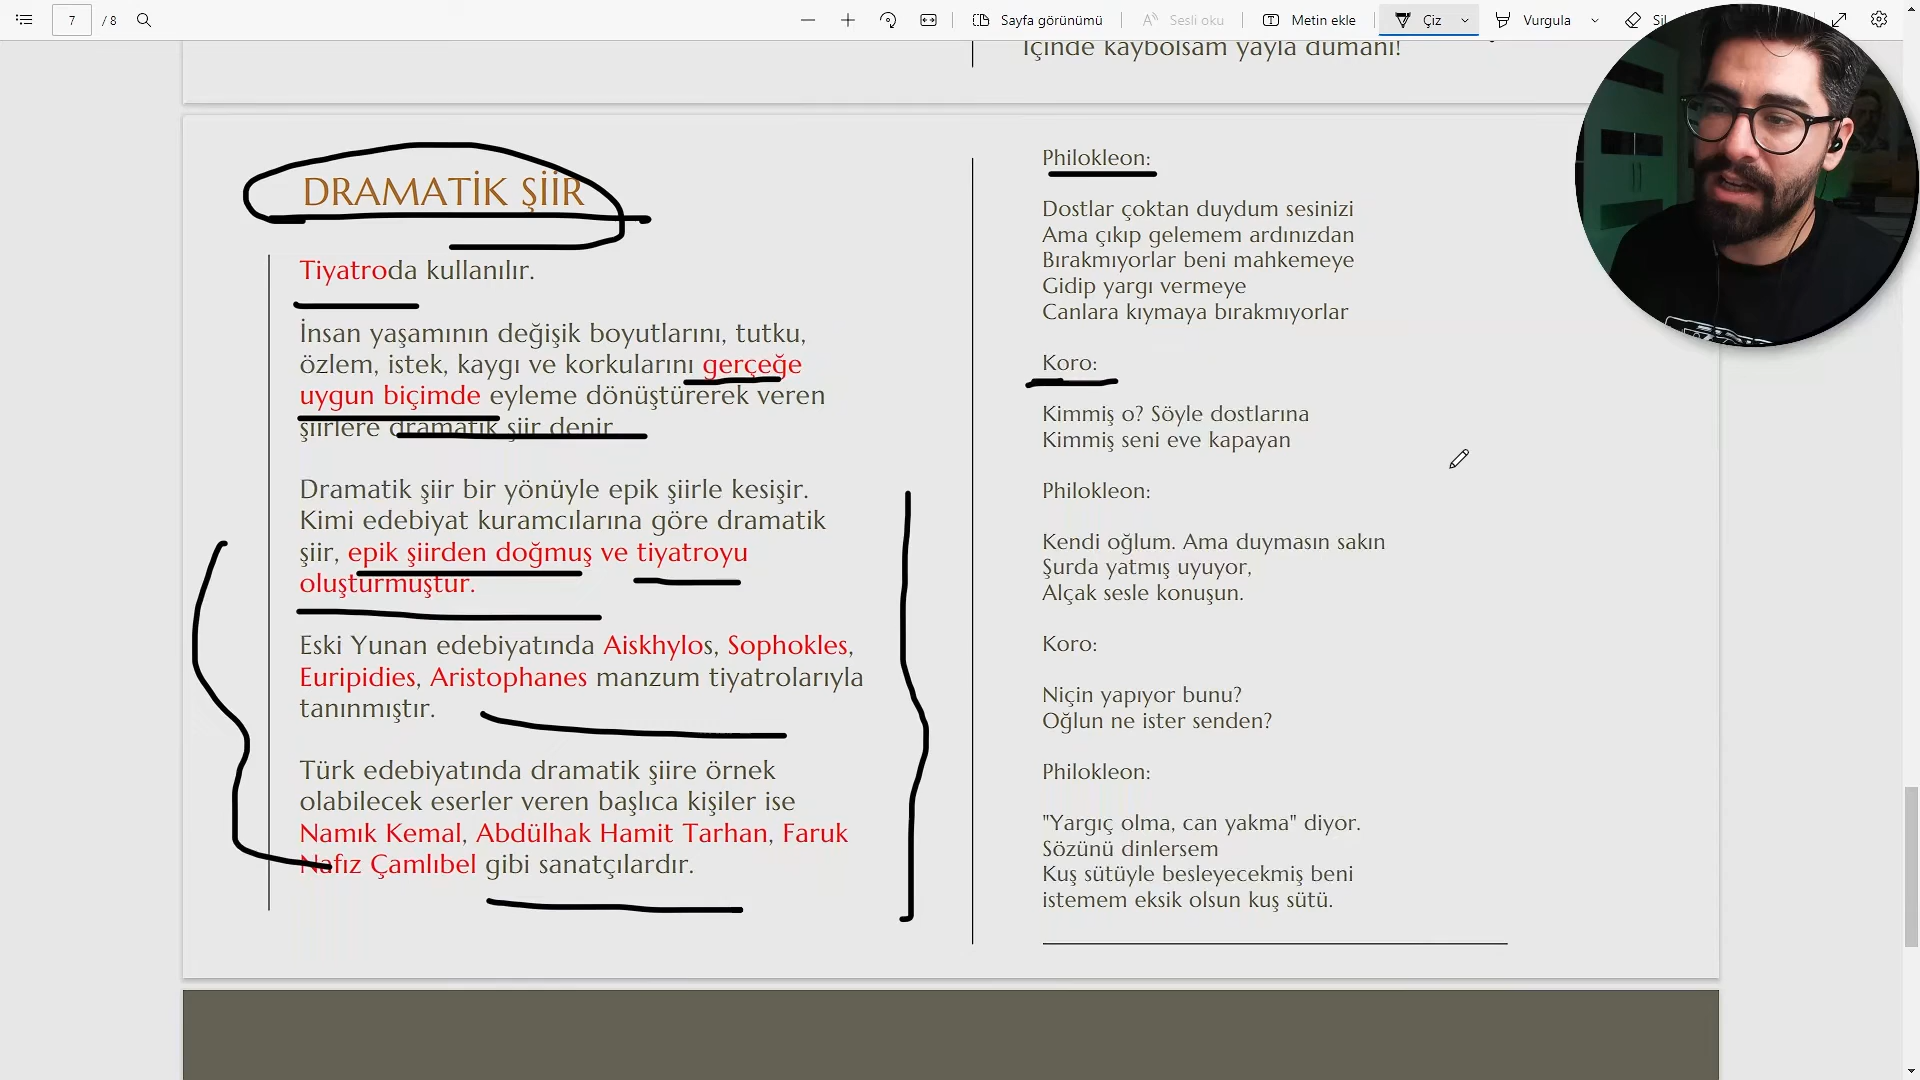 7 / 8
Sayfa görünümü
Sesli oku
Metin ekle
Çiz
Vurgula
Sil
İçinde kaybolsam yayla dumanı!
DRAMATİK ŞİİR
Tiyatroda kullanılır.
İnsan yaşamının değişik boyutlarını, tutku,
özlem, istek, kaygı ve korkularını gerçeğe
uygun biçimde eyleme dönüştürerek veren
şiirlere dramatik şiir denir
Dramatik şiir bir yönüyle epik şiirle kesişir.
Kimi edebiyat kuramcılarına göre dramatik
şiir, epik şiirden doğmuş ve tiyatroyu
oluşturmuştur.
Eski Yunan edebiyatında Aiskhylos, Sophokles,
Euripidies, Aristophanes manzum tiyatrolarıyla
tanınmıştır.
Türk edebiyatında dramatik şiire örnek
olabilecek eserler veren başlıca kişiler ise
Namık Kemal, Abdülhak Hamit Tarhan, Faruk
Nafız Çamlıbel gibi sanatçılardır.
Philokleon:
Dostlar çoktan duydum sesinizi
Ama çıkıp gelemem ardınızdan
Bırakmıyorlar beni mahkemeye
Gidip yargı vermeye
Canlara kıymaya bırakmıyorlar
Koro:
Kimmiş o? Söyle dostlarına
Kimmiş seni eve kapayan
Philokleon:
Kendi oğlum. Ama duymasın sakın
Şurda yatmış uyuyor,
Alçak sesle konuşun.
Koro:
Niçin yapıyor bunu?
Oğlun ne ister senden?
Philokleon:
"Yargıç olma, can yakma" diyor.
Sözünü dinlersem
Kuş sütüyle besleyecekmiş beni
istemem eksik olsun kuş sütü.